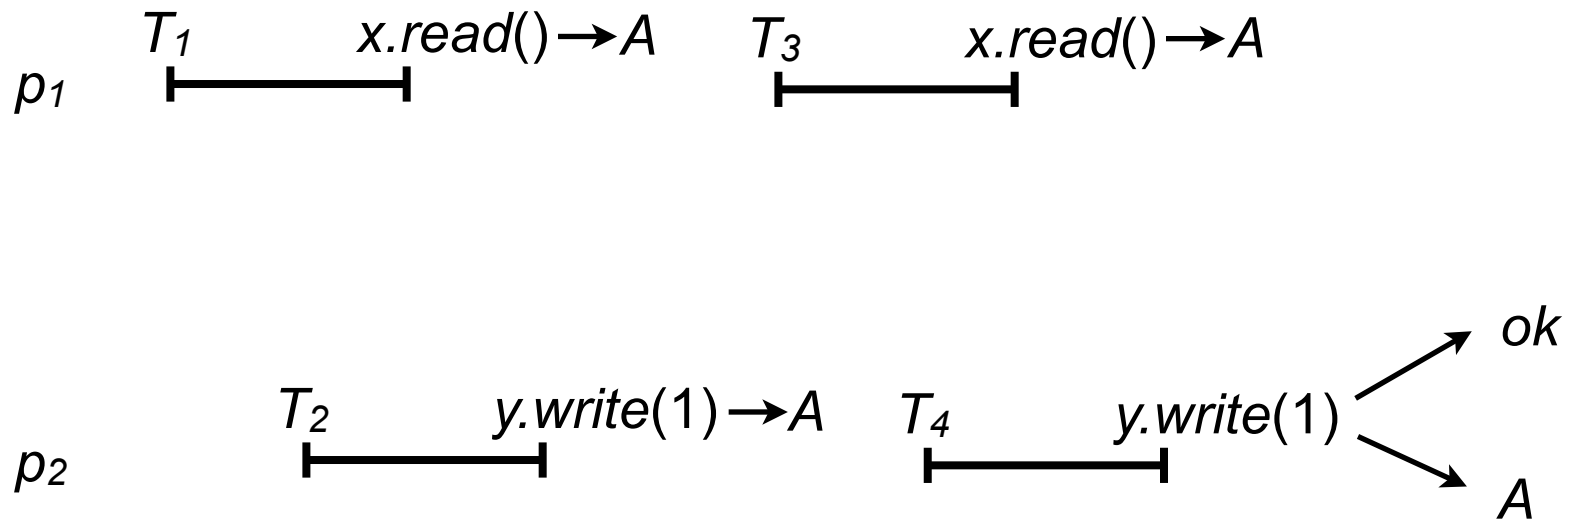 T1 x.read() → A T3 x.read() → A
p1
ok
T2 y.write(1) → A T4 y.write(1)
p2
A